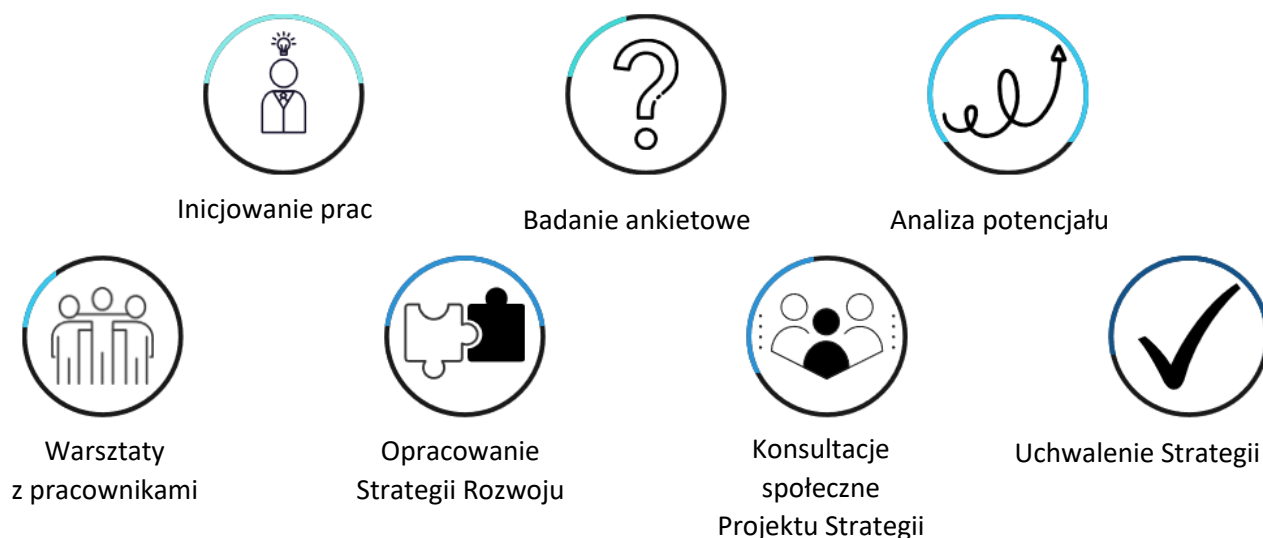 Inicjowanie prac
Badanie ankietowe
Analiza potencjału
Warsztaty
z pracownikami
Opracowanie
Strategii Rozwoju
Konsultacje
społeczne
Projektu Strategii
Uchwalenie Strategii